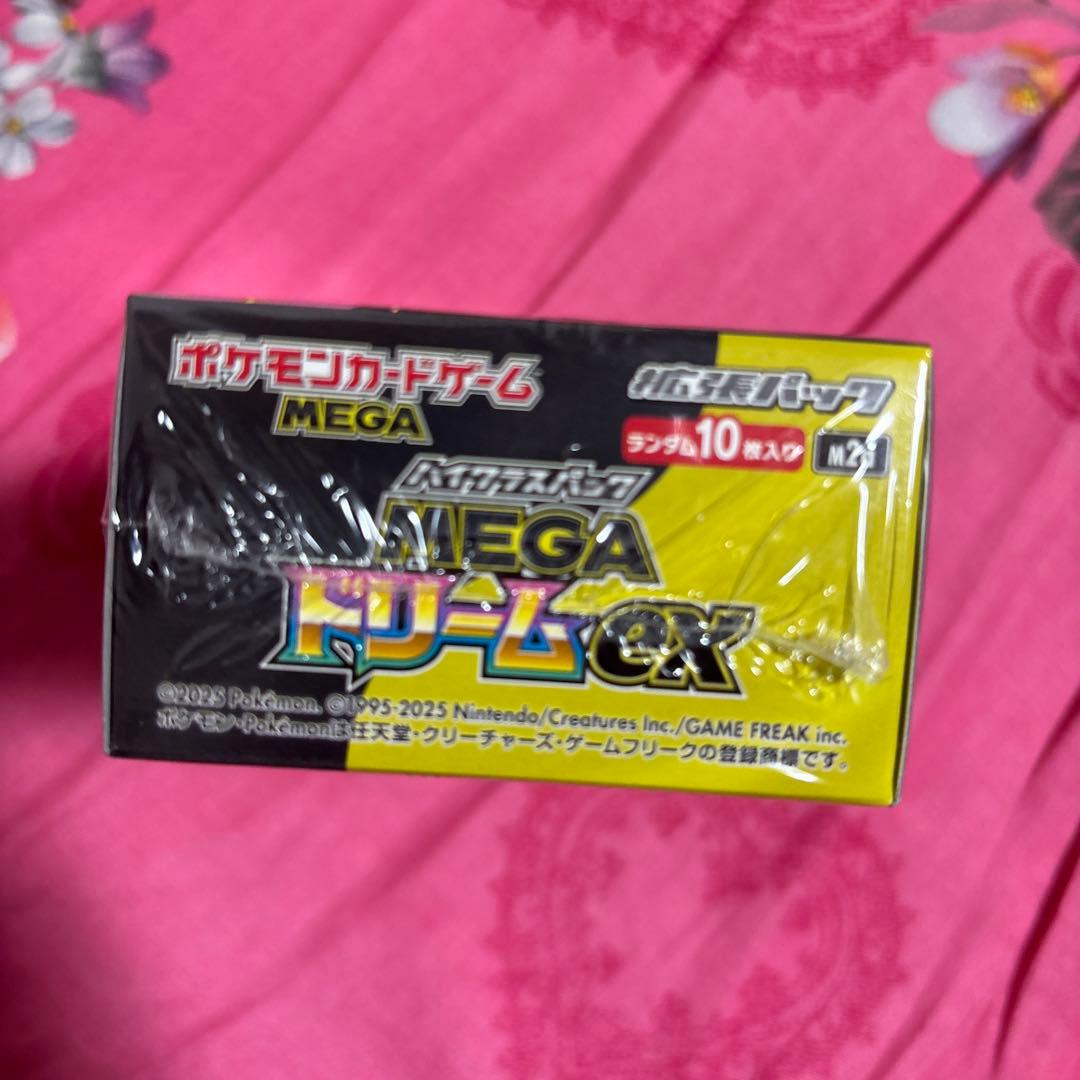 ポケモンカードゲーム
MEGA
拡張パック
ランダム10枚入り
ハイクラスパック
MEGA
ドリームex
©2025 Pokémon. ©1995-2025 Nintendo/Creatures Inc./GAME FREAK inc.
ポケモン・Pokémonは任天堂・クリーチャーズ・ゲームフリークの登録商標です。